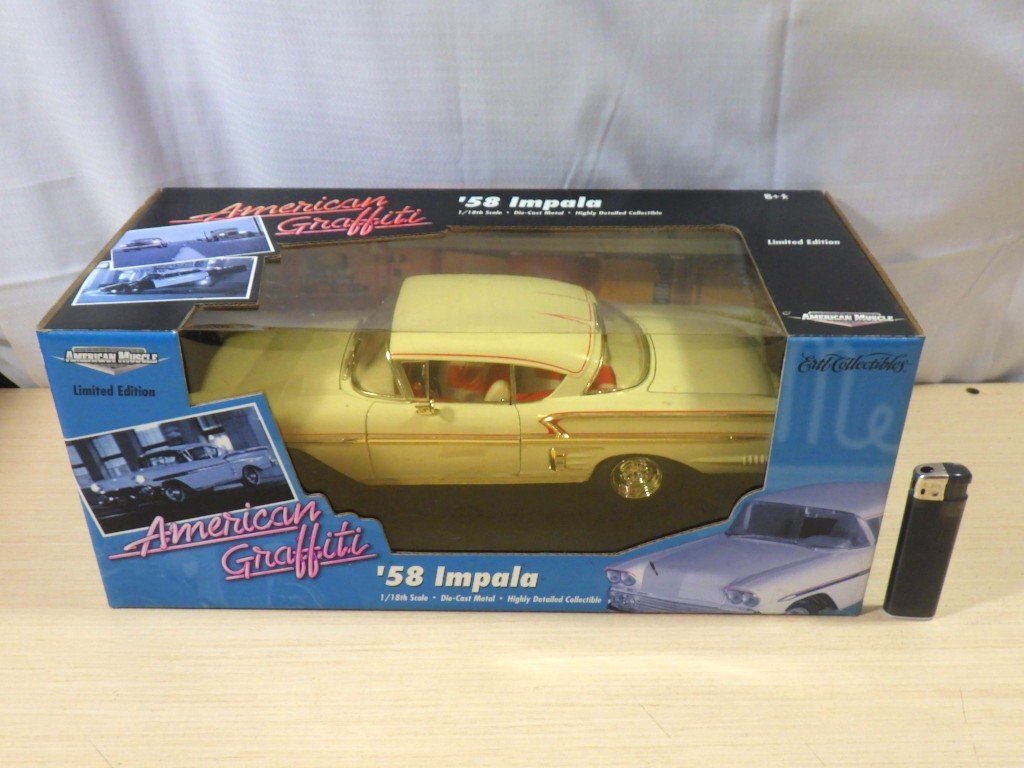 American
Graffiti
'58 Impala
1/18th Scale • Die-Cast Metal • Highly Detailed Collectible
Limited Edition
AMERICAN MUSCLE
AMERICAN MUSCLE
Limited Edition
Ertl Collectibles
American
Graffiti
'58 Impala
1/18th Scale • Die-Cast Metal • Highly Detailed Collectible